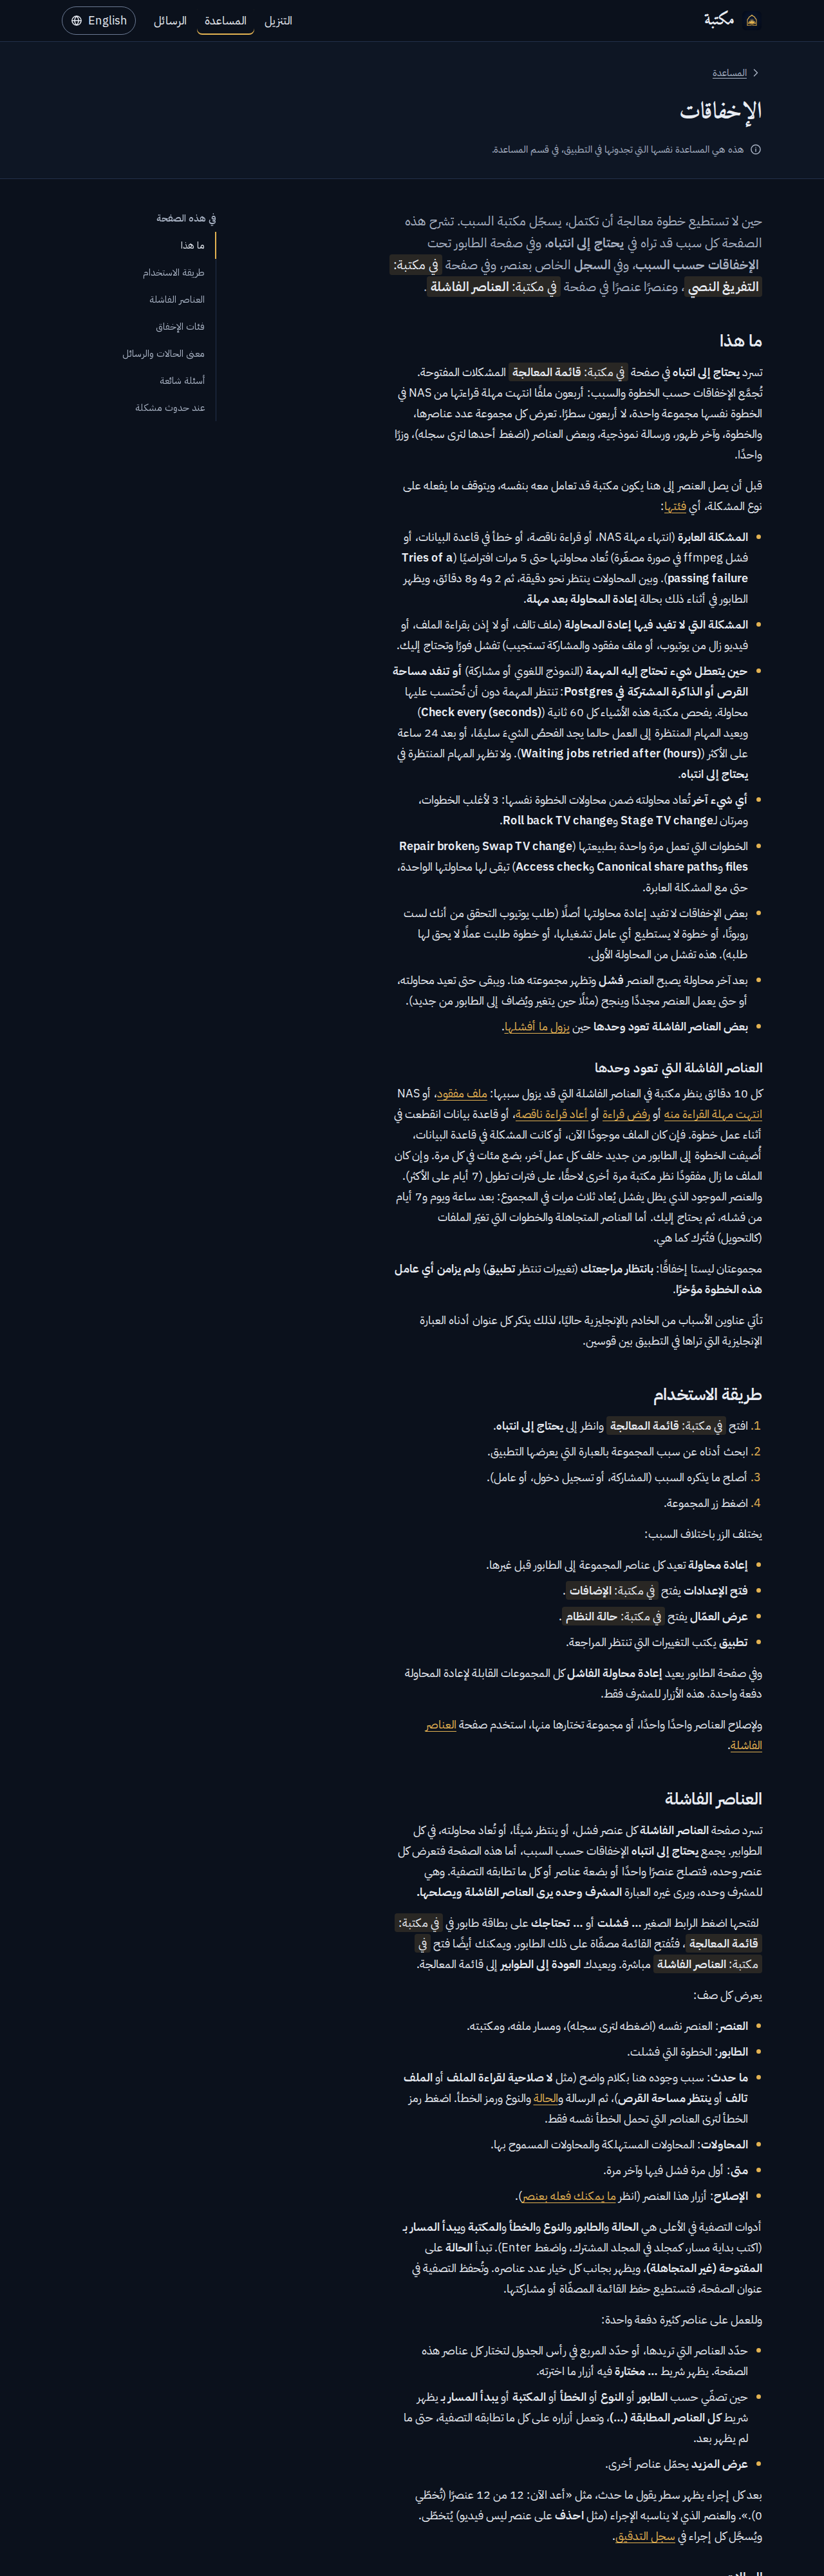 مكتبة
التنزيل
المساعدة
الرسائل
English
المساعدة
الإخفاقات
هذه هي المساعدة نفسها التي تجدونها في التطبيق، في قسم المساعدة.
حين لا تستطيع خطوة معالجة أن تكتمل، يسجّل مكتبة السبب. تشرح هذه
الصفحة كل سبب قد تراه في يحتاج إلى انتباه، وفي صفحة الطابور تحت
الإخفاقات حسب السبب، وفي السجل الخاص بعنصر، وفي صفحة في مكتبة:
التفريغ النصي، وعنصرًا عنصرًا في صفحة في مكتبة: العناصر الفاشلة.
في هذه الصفحة
ما هذا
طريقة الاستخدام
العناصر الفاشلة
فئات الإخفاق
معنى الحالات والرسائل
أسئلة شائعة
عند حدوث مشكلة
ما هذا
تسرد يحتاج إلى انتباه في صفحة في مكتبة: قائمة المعالجة المشكلات المفتوحة.
تُجمَّع الإخفاقات حسب الخطوة والسبب: أربعون ملفًا انتهت مهلة قراءتها من NAS في
الخطوة نفسها مجموعة واحدة، لا أربعون سطرًا. تعرض كل مجموعة عدد عناصرها،
والخطوة، وآخر ظهور، ورسالة نموذجية، وبعض العناصر (اضغط أحدها لترى سجله)، وزرًا
واحدًا.
قبل أن يصل العنصر إلى هنا يكون مكتبة قد تعامل معه بنفسه، ويتوقف ما يفعله على
نوع المشكلة، أي فئتها:
المشكلة العابرة (انتهاء مهلة NAS، أو قراءة ناقصة، أو خطأ في قاعدة البيانات، أو
فشل ffmpeg في صورة مصغّرة) تُعاد محاولتها حتى 5 مرات افتراضيًا (Tries of a
passing failure). وبين المحاولات ينتظر نحو دقيقة، ثم 2 و4 و8 دقائق، ويظهر
الطابور في أثناء ذلك بحالة إعادة المحاولة بعد مهلة.
المشكلة التي لا تفيد فيها إعادة المحاولة (ملف تالف، أو لا إذن بقراءة الملف، أو
فيديو زال من يوتيوب، أو ملف مفقود والمشاركة تستجيب) تفشل فورًا وتحتاج إليك.
حين يتعطل شيء تحتاج إليه المهمة (النموذج اللغوي أو مشاركة) أو تنفد مساحة
القرص أو الذاكرة المشتركة في Postgres: تنتظر المهمة دون أن تُحتسب عليها
محاولة. يفحص مكتبة هذه الأشياء كل 60 ثانية (Check every (seconds))
ويعيد المهام المنتظرة إلى العمل حالما يجد الفحصُ الشيءَ سليمًا، أو بعد 24 ساعة
على الأكثر (Waiting jobs retried after (hours)). ولا تظهر المهام المنتظرة في
يحتاج إلى انتباه.
أي شيء آخر تُعاد محاولته ضمن محاولات الخطوة نفسها: 3 لأغلب الخطوات،
ومرتان لـStage TV change وRoll back TV change.
الخطوات التي تعمل مرة واحدة بطبيعتها (Swap TV change وRepair broken
files وCanonical share paths وAccess check) تبقى لها محاولتها الواحدة،
حتى مع المشكلة العابرة.
بعض الإخفاقات لا تفيد إعادة محاولتها أصلًا (طلب يوتيوب التحقق من أنك لست
روبوتًا، أو خطوة لا يستطيع أي عامل تشغيلها، أو خطوة طلبت عملًا لا يحق لها
طلبه). هذه تفشل من المحاولة الأولى.
بعد آخر محاولة يصبح العنصر فشل وتظهر مجموعته هنا. ويبقى حتى تعيد محاولته،
أو حتى يعمل العنصر مجددًا وينجح (مثلًا حين يتغير ويُضاف إلى الطابور من جديد).
بعض العناصر الفاشلة تعود وحدها حين يزول ما أفشلها.
العناصر الفاشلة التي تعود وحدها
كل 10 دقائق ينظر مكتبة في العناصر الفاشلة التي قد يزول سببها: ملف مفقود، أو NAS
انتهت مهلة القراءة منه أو رفض قراءة أو أعاد قراءة ناقصة، أو قاعدة بيانات انقطعت في
أثناء عمل خطوة. فإن كان الملف موجودًا الآن، أو كانت المشكلة في قاعدة البيانات،
أُضيفت الخطوة إلى الطابور من جديد خلف كل عمل آخر، بضع مئات في كل مرة. وإن كان
الملف ما زال مفقودًا نظر مكتبة مرة أخرى لاحقًا، على فترات تطول (7 أيام على الأكثر).
والعنصر الموجود الذي يظل يفشل يُعاد ثلاث مرات في المجموع: بعد ساعة ويوم و7 أيام
من فشله، ثم يحتاج إليك. أما العناصر المتجاهلة والخطوات التي تغيّر الملفات
(كالتحويل) فتُترك كما هي.
مجموعتان ليستا إخفاقًا: بانتظار مراجعتك (تغييرات تنتظر تطبيق) ولم يزامن أي عامل
هذه الخطوة مؤخرًا.
تأتي عناوين الأسباب من الخادم بالإنجليزية حاليًا، لذلك يذكر كل عنوان أدناه العبارة
الإنجليزية التي تراها في التطبيق بين قوسين.
طريقة الاستخدام
1. افتح في مكتبة: قائمة المعالجة وانظر إلى يحتاج إلى انتباه.
2. ابحث أدناه عن سبب المجموعة بالعبارة التي يعرضها التطبيق.
3. أصلح ما يذكره السبب (المشاركة، أو تسجيل دخول، أو عامل).
4. اضغط زر المجموعة.
يختلف الزر باختلاف السبب:
إعادة محاولة تعيد كل عناصر المجموعة إلى الطابور قبل غيرها.
فتح الإعدادات يفتح في مكتبة: الإضافات.
عرض العمّال يفتح في مكتبة: حالة النظام.
تطبيق يكتب التغييرات التي تنتظر المراجعة.
وفي صفحة الطابور يعيد إعادة محاولة الفاشل كل المجموعات القابلة لإعادة المحاولة
دفعة واحدة. هذه الأزرار للمشرف فقط.
ولإصلاح العناصر واحدًا واحدًا، أو مجموعة تختارها منها، استخدم صفحة العناصر
الفاشلة.
العناصر الفاشلة
تسرد صفحة العناصر الفاشلة كل عنصر فشل، أو ينتظر شيئًا، أو تُعاد محاولته، في كل
الطوابير. يجمع يحتاج إلى انتباه الإخفاقات حسب السبب، أما هذه الصفحة فتعرض كل
عنصر وحده، فتصلح عنصرًا واحدًا أو بضعة عناصر أو كل ما تطابقه التصفية. وهي
للمشرف وحده، ويرى غيره العبارة المشرف وحده يرى العناصر الفاشلة ويصلحها.
لفتحها اضغط الرابط الصغير ... فشلت أو ... تحتاجك على بطاقة طابور في في مكتبة:
قائمة المعالجة، فتُفتح القائمة مصفّاة على ذلك الطابور. ويمكنك أيضًا فتح في
مكتبة: العناصر الفاشلة مباشرة. ويعيدك العودة إلى الطوابير إلى قائمة المعالجة.
يعرض كل صف:
العنصر: العنصر نفسه (اضغطه لترى سجله)، ومسار ملفه، ومكتبته.
الطابور: الخطوة التي فشلت.
ما حدث: سبب وجوده هنا بكلام واضح (مثل لا صلاحية لقراءة الملف أو الملف
تالف أو ينتظر مساحة القرص)، ثم الرسالة والحالة والنوع ورمز الخطأ. اضغط رمز
الخطأ لترى العناصر التي تحمل الخطأ نفسه فقط.
المحاولات: المحاولات المستهلكة والمحاولات المسموح بها.
متى: أول مرة فشل فيها وآخر مرة.
الإصلاح: أزرار هذا العنصر (انظر ما يمكنك فعله بعنصر).
أدوات التصفية في الأعلى هي الحالة والطابور والنوع والخطأ والمكتبة ويبدأ المسار بـ
(اكتب بداية مسار، كمجلد في المجلد المشترك، واضغط Enter). تبدأ الحالة على
المفتوحة (غير المتجاهلة)، ويظهر بجانب كل خيار عدد عناصره. وتُحفظ التصفية في
عنوان الصفحة، فتستطيع حفظ القائمة المصفّاة أو مشاركتها.
وللعمل على عناصر كثيرة دفعة واحدة:
حدّد العناصر التي تريدها، أو حدّد المربع في رأس الجدول لتختار كل عناصر هذه
الصفحة. يظهر شريط ... مختارة فيه أزرار ما اخترته.
حين تصفّي حسب الطابور أو النوع أو الخطأ أو المكتبة أو يبدأ المسار بـ يظهر
شريط كل العناصر المطابقة (...)، وتعمل أزراره على كل ما تطابقه التصفية، حتى ما
لم يظهر بعد.
عرض المزيد يحمّل عناصر أخرى.
بعد كل إجراء يظهر سطر يقول ما حدث، مثل «أعد الآن: 12 من 12 عنصرًا (تُخطّي
0).». والعنصر الذي لا يناسبه الإجراء (مثل احذف على عنصر ليس فيديو) يُتخطّى.
ويُسجَّل كل إجراء في سجل التدقيق.